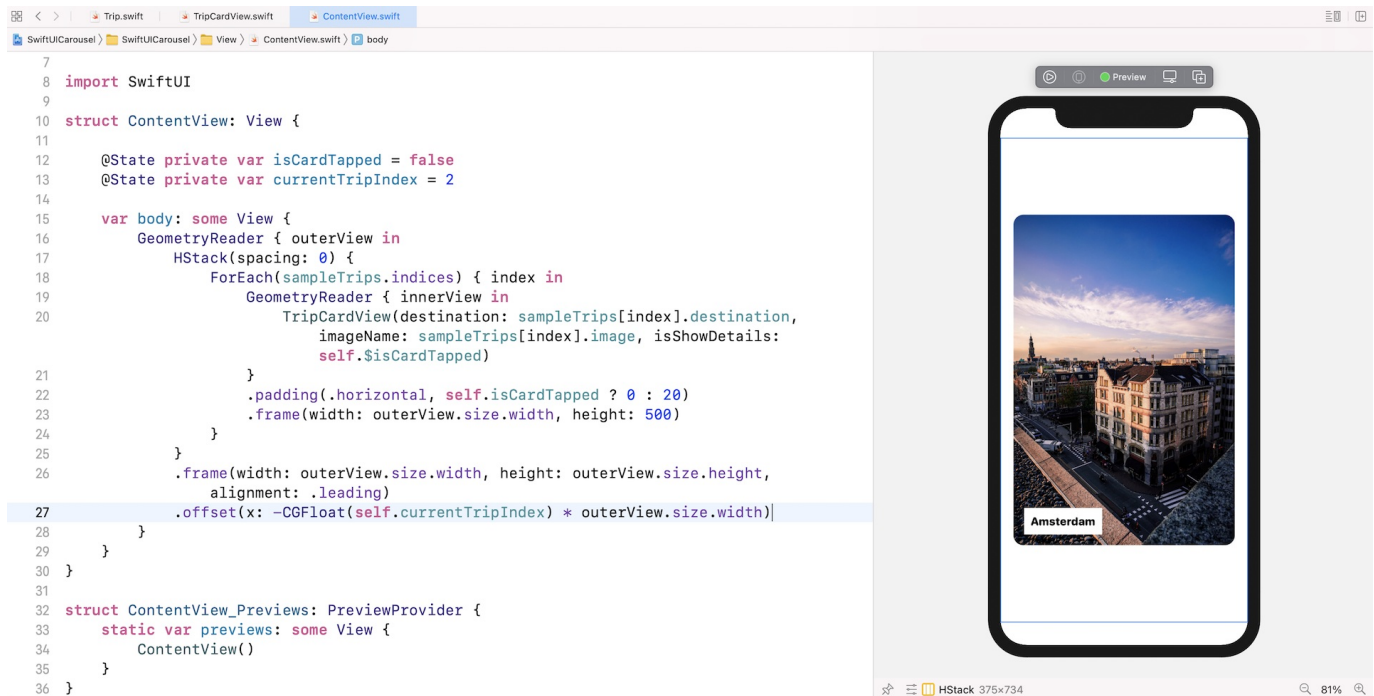 Trip.swift TripCardView.swift ContentView.swift
SwiftUICarousel SwiftUICarousel View ContentView.swift P body
7
8 import SwiftUI
9
10 struct ContentView: View {
11
12 @State private var isCardTapped = false
13 @State private var currentTripIndex = 2
14
15 var body: some View {
16 GeometryReader { outerView in
17 HStack(spacing: 0) {
18 ForEach(sampleTrips.indices) { index in
19 GeometryReader { innerView in
20 TripCardView(destination: sampleTrips[index].destination,
imageName: sampleTrips[index].image, isShowDetails:
self.$isCardTapped)
21 }
22 .padding(.horizontal, self.isCardTapped ? 0 : 20)
23 .frame(width: outerView.size.width, height: 500)
24 }
25 }
26 .frame(width: outerView.size.width, height: outerView.size.height,
alignment: .leading)
27 .offset(x: -CGFloat(self.currentTripIndex) * outerView.size.width)
28 }
29 }
30 }
31
32 struct ContentView_Previews: PreviewProvider {
33 static var previews: some View {
34 ContentView()
35 }
36 }
Preview
Amsterdam
HStack 375×734
81%